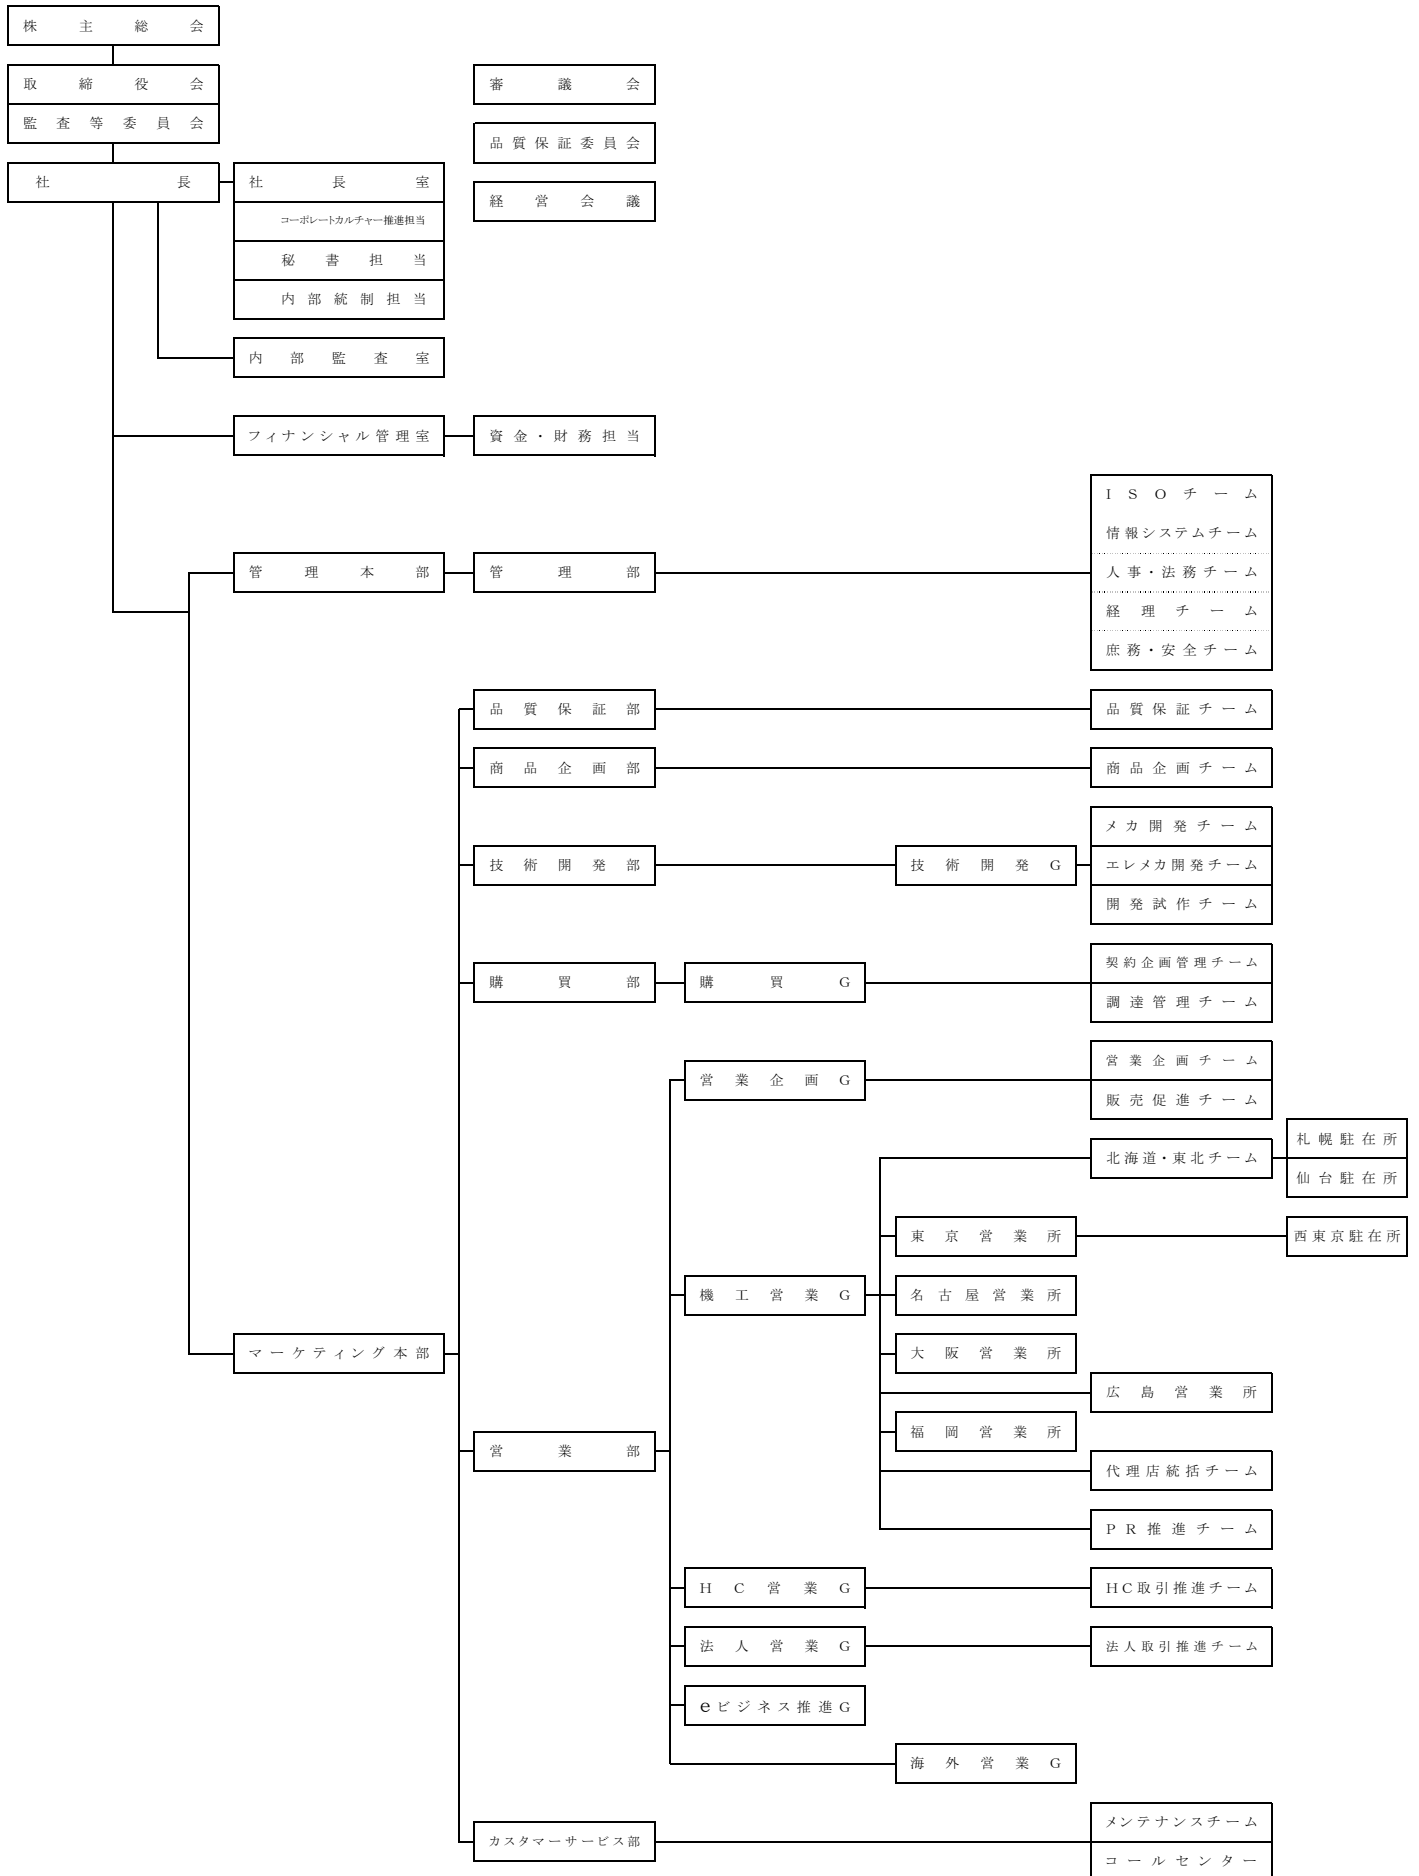 株主総会
取締役会
監査等委員会
社長
社長室
コーポレートカルチャー推進担当
秘書担当
内部統制担当
内部監査室
審議会
品質保証委員会
経営会議
フィナンシャル管理室
資金・財務担当
管理本部
管理部
ISOチーム
情報システムチーム
人事・法務チーム
経理チーム
庶務・安全チーム
マーケティング本部
品質保証部
品質保証チーム
商品企画部
商品企画チーム
技術開発部
技術開発G
メカ開発チーム
エレメカ開発チーム
開発試作チーム
購買部
購買G
契約企画管理チーム
調達管理チーム
営業部
営業企画G
営業企画チーム
販売促進チーム
機工営業G
北海道・東北チーム
札幌駐在所
仙台駐在所
東京営業所
西東京駐在所
名古屋営業所
大阪営業所
広島営業所
福岡営業所
代理店統括チーム
PR推進チーム
HC営業G
HC取引推進チーム
法人営業G
法人取引推進チーム
eビジネス推進G
海外営業G
カスタマーサービス部
メンテナンスチーム
コールセンター